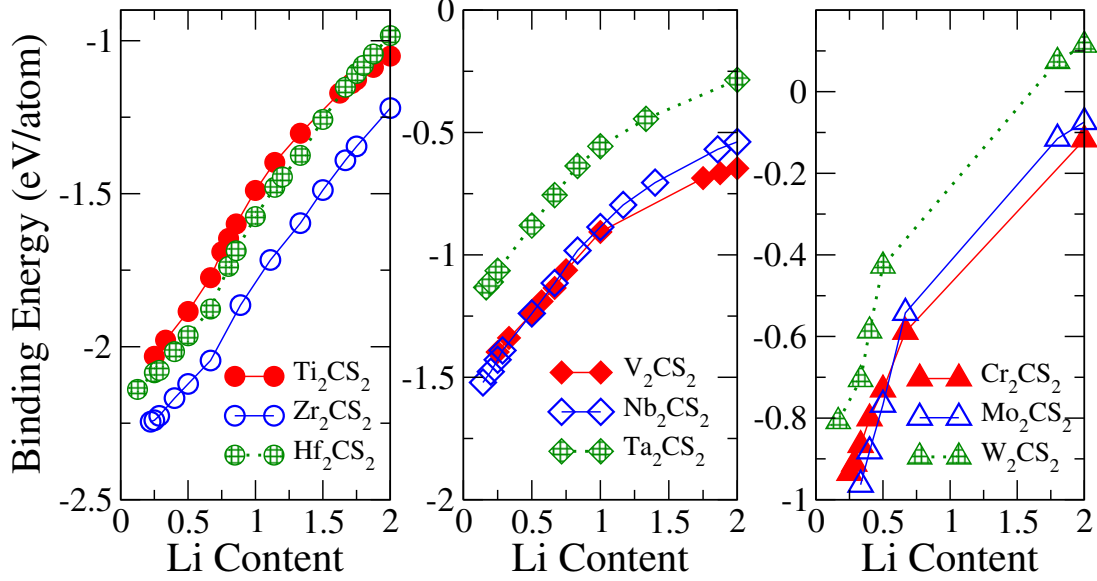 Binding Energy (eV/atom)
-1
-1.5
-2
-2.5
0
0.5
1
1.5
2
Li Content
Ti₂CS₂
Zr₂CS₂
Hf₂CS₂
0
-0.5
-1
-1.5
-2
0
0.5
1
1.5
2
Li Content
V₂CS₂
Nb₂CS₂
Ta₂CS₂
0
-0.2
-0.4
-0.6
-0.8
-1
0
0.5
1
1.5
2
Li Content
Cr₂CS₂
Mo₂CS₂
W₂CS₂